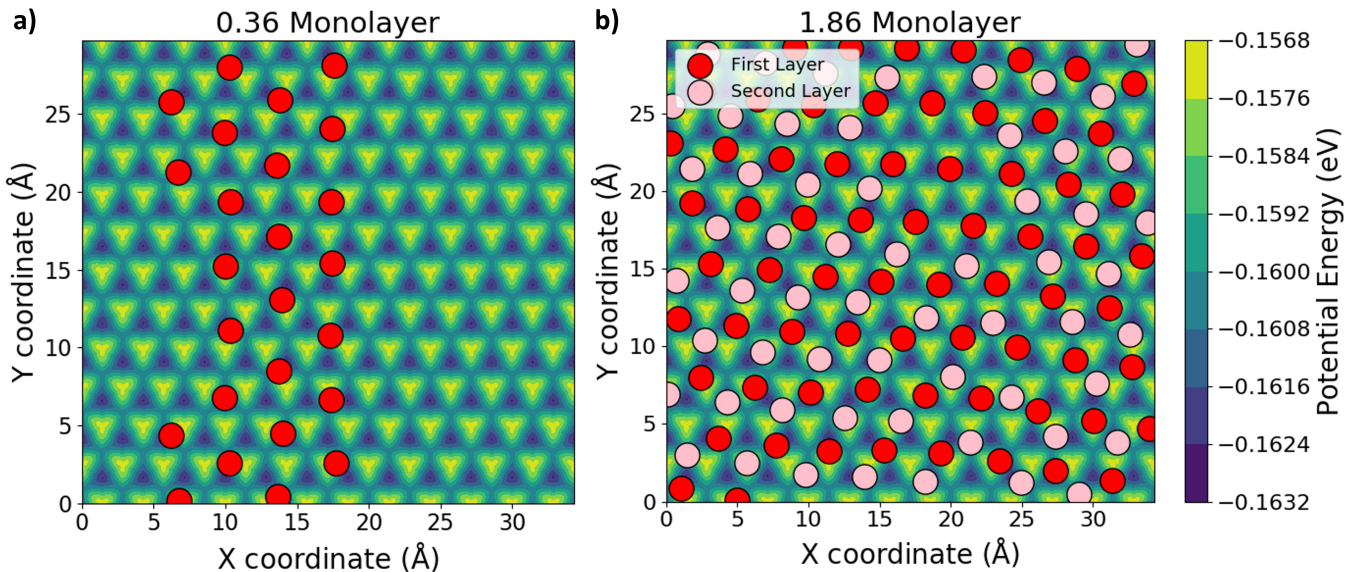 a)
0.36 Monolayer
Y coordinate (Å)
25
20
15
10
5
0
0 5 10 15 20 25 30
X coordinate (Å)
b)
1.86 Monolayer
First Layer
Second Layer
Y coordinate (Å)
25
20
15
10
5
0
0 5 10 15 20 25 30
X coordinate (Å)
−0.1568
−0.1576
−0.1584
−0.1592
−0.1600
−0.1608
−0.1616
−0.1624
−0.1632
Potential Energy (eV)